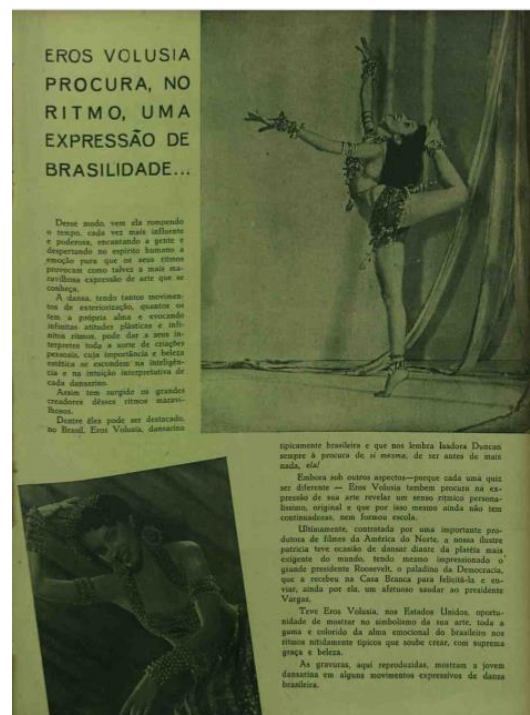 EROS VOLUSIA
PROCURA, NO
RITMO, UMA
EXPRESSÃO DE
BRASILIDADE...
Desse modo, vem ela rompendo
o tempo, cada vez mais influente
e poderosa, encantando a gente e
despertando no espirito humano a
emoção pura que os seus ritmos
provocam como talvez a mais ma-
ravilhosa expressão de arte que se
conheça.
A dansa, tendo tantos movimen-
tos de exteriorização, quantos os
tem a própria alma e evocando
infinitas atitudes plásticas e infi-
nitos ritmos, pode dar a seus in-
terpretes toda a sorte de criações
pessoais, cuja importância e beleza
estética se escondem na inteligên-
cia e na intuição interpretativa de
cada dansarino.
Assim tem surgido os grandes
creadores dêsses ritmos maravi-
lhosos.
Dentre êles pode ser destacado,
no Brasil, Eros Volusia, dansarina
tipicamente brasileira e que nos lembra Isadora Duncan
sempre á procura de si mesma, de ser antes de mais
nada, ela!
Embora sob outros aspectos—porque cada uma quiz
ser diferente — Eros Volusia tambem procura na ex-
pressão de sua arte revelar um senso ritmico persona-
lissimo, original e que por isso mesmo ainda não tem
continuadoras, nem formou escola.
Ultimamente, contratada por uma importante pro-
dutora de filmes da América do Norte, a nossa ilustre
patricia teve ocasião de dansar diante da platéia mais
exigente do mundo, tendo mesmo impressionado o
grande presidente Roosevelt, o paladino da Democracia,
que a recebeu na Casa Branca para felicitá-la e en-
viar, ainda por ela, um afetuoso saudar ao presidente
Vargas.
Teve Eros Volusia, nos Estados Unidos, oportu-
nidade de mostrar no simbolismo da sua arte, toda a
gama e colorido da alma emocional do brasileiro nos
ritmos nitidamente tipicos que soube crear, com suprema
graça e beleza.
As gravuras, aqui reproduzidas, mostram a jovem
dansarina em alguns movimentos expressivos de dansa
brasileira.